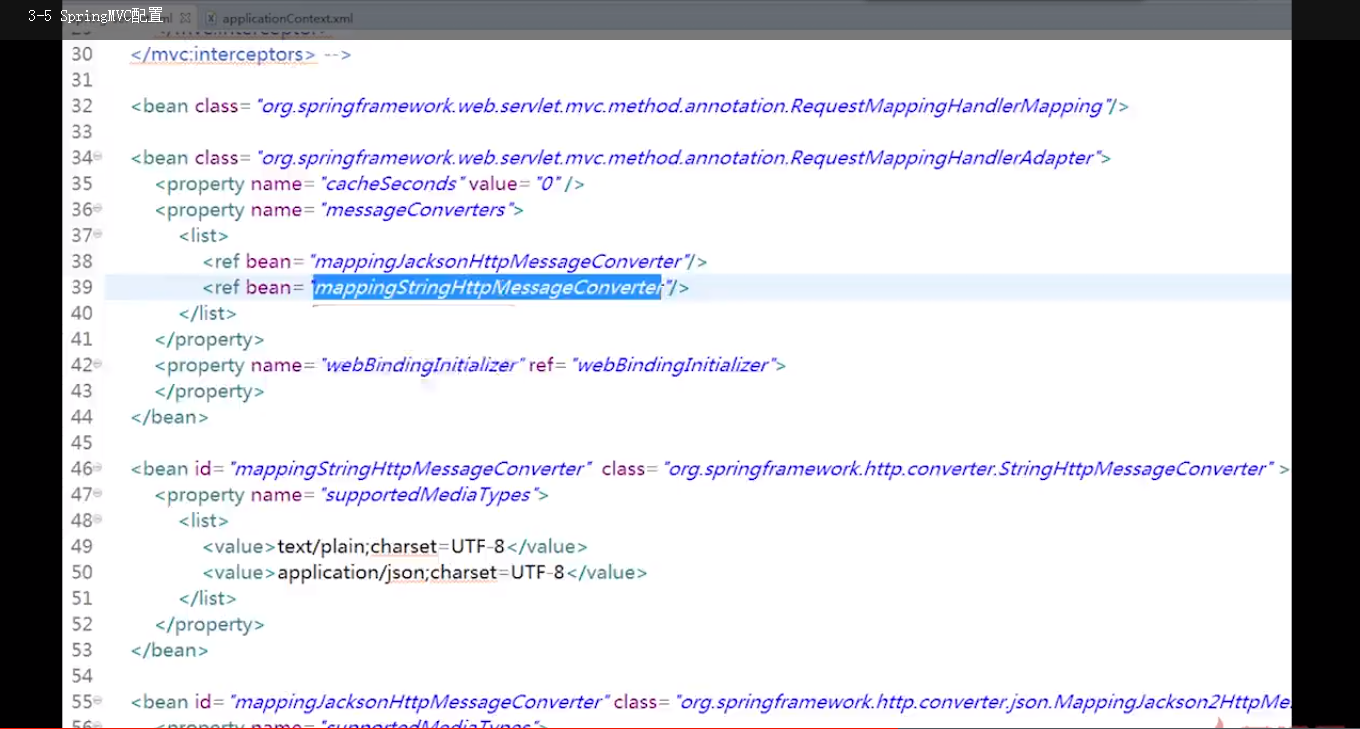 3-5 SpringMVC配置
applicationContext.xml
29 </mvc:interceptor>
30 </mvc:interceptors> -->
31
32 <bean class="org.springframework.web.servlet.mvc.method.annotation.RequestMappingHandlerMapping"/>
33
34 <bean class="org.springframework.web.servlet.mvc.method.annotation.RequestMappingHandlerAdapter">
35 <property name="cacheSeconds" value="0" />
36 <property name="messageConverters">
37 <list>
38 <ref bean="mappingJacksonHttpMessageConverter"/>
39 <ref bean="mappingStringHttpMessageConverter"/>
40 </list>
41 </property>
42 <property name="webBindingInitializer" ref="webBindingInitializer">
43 </property>
44 </bean>
45
46 <bean id="mappingStringHttpMessageConverter" class="org.springframework.http.converter.StringHttpMessageConverter" >
47 <property name="supportedMediaTypes">
48 <list>
49 <value>text/plain;charset=UTF-8</value>
50 <value>application/json;charset=UTF-8</value>
51 </list>
52 </property>
53 </bean>
54
55 <bean id="mappingJacksonHttpMessageConverter" class="org.springframework.http.converter.json.MappingJackson2HttpMe
56 <property name="supportedMediaTypes">